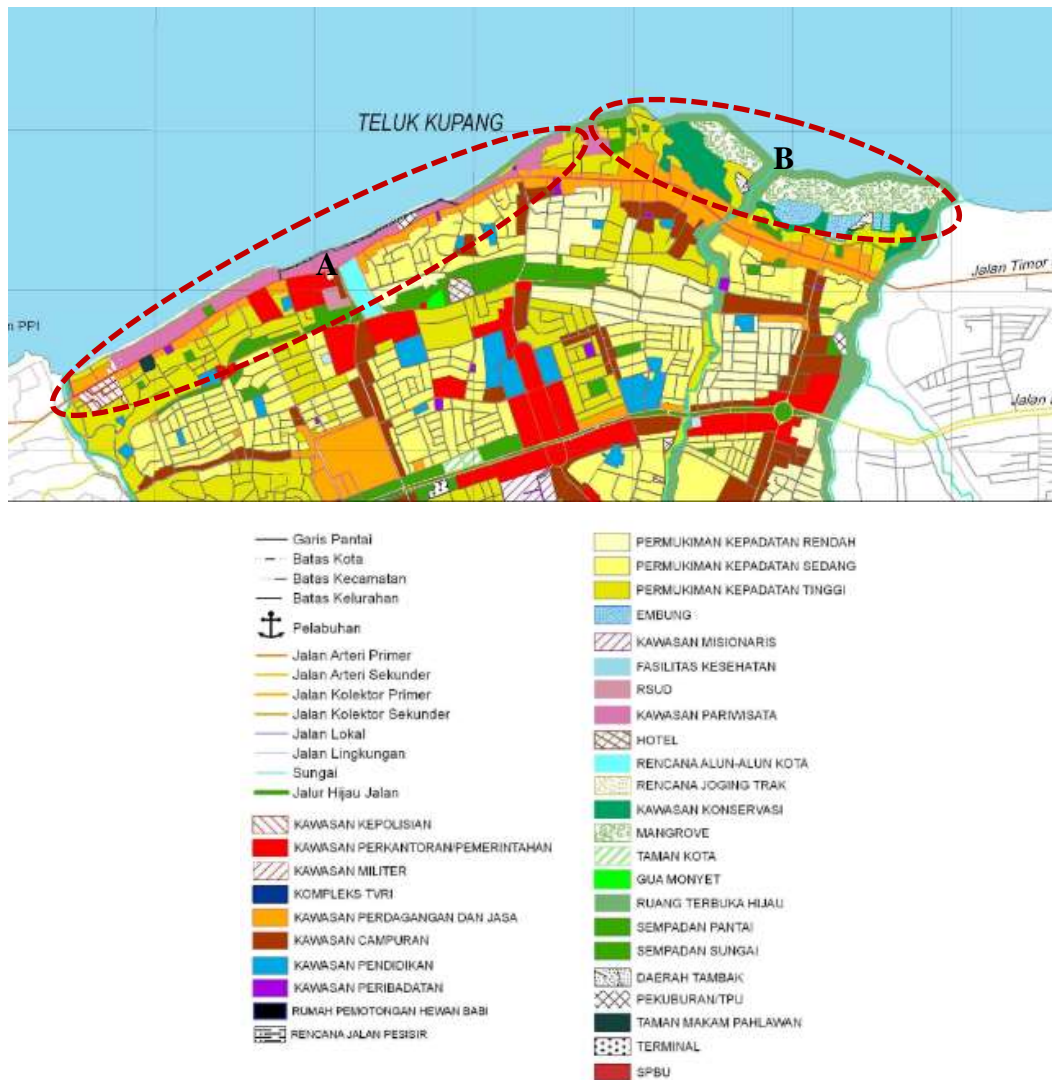 TELUK KUPANG
B
A
Jalan Timor
n PPI
Jalan
Garis Pantai
Batas Kota
Batas Kecamatan
Batas Kelurahan
Pelabuhan
Jalan Arteri Primer
Jalan Arteri Sekunder
Jalan Kolektor Primer
Jalan Kolektor Sekunder
Jalan Lokal
Jalan Lingkungan
Sungai
Jalur Hijau Jalan
KAWASAN KEPOLISIAN
KAWASAN PERKANTORAN/PEMERINTAHAN
KAWASAN MILITER
KOMPLEKS TVRI
KAWASAN PERDAGANGAN DAN JASA
KAWASAN CAMPURAN
KAWASAN PENDIDIKAN
KAWASAN PERIBADATAN
RUMAH PEMOTONGAN HEWAN BABI
RENCANA JALAN PESISIR
PERMUKIMAN KEPADATAN RENDAH
PERMUKIMAN KEPADATAN SEDANG
PERMUKIMAN KEPADATAN TINGGI
EMBUNG
KAWASAN MISIONARIS
FASILITAS KESEHATAN
RSUD
KAWASAN PARIWISATA
HOTEL
RENCANA ALUN-ALUN KOTA
RENCANA JOGING TRAK
KAWASAN KONSERVASI
MANGROVE
TAMAN KOTA
GUA MONYET
RUANG TERBUKA HIJAU
SEMPADAN PANTAI
SEMPADAN SUNGAI
DAERAH TAMBAK
PEKUBURAN/TPU
TAMAN MAKAM PAHLAWAN
TERMINAL
SPBU